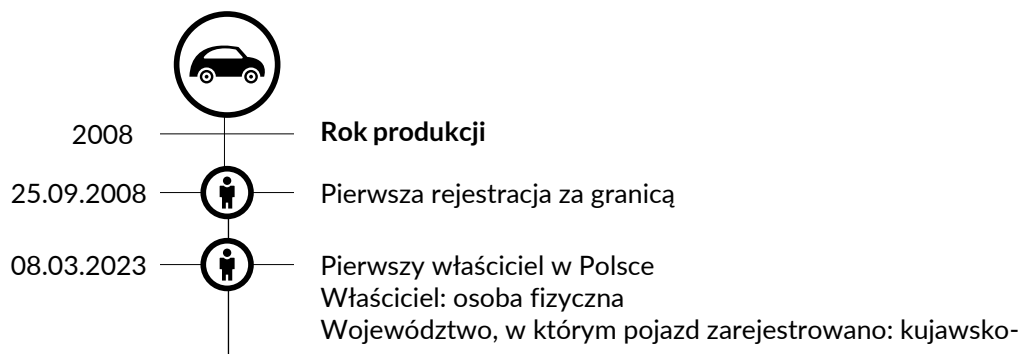 2008 Rok produkcji
25.09.2008 Pierwsza rejestracja za granicą
08.03.2023 Pierwszy właściciel w Polsce
Właściciel: osoba fizyczna
Województwo, w którym pojazd zarejestrowano: kujawsko-